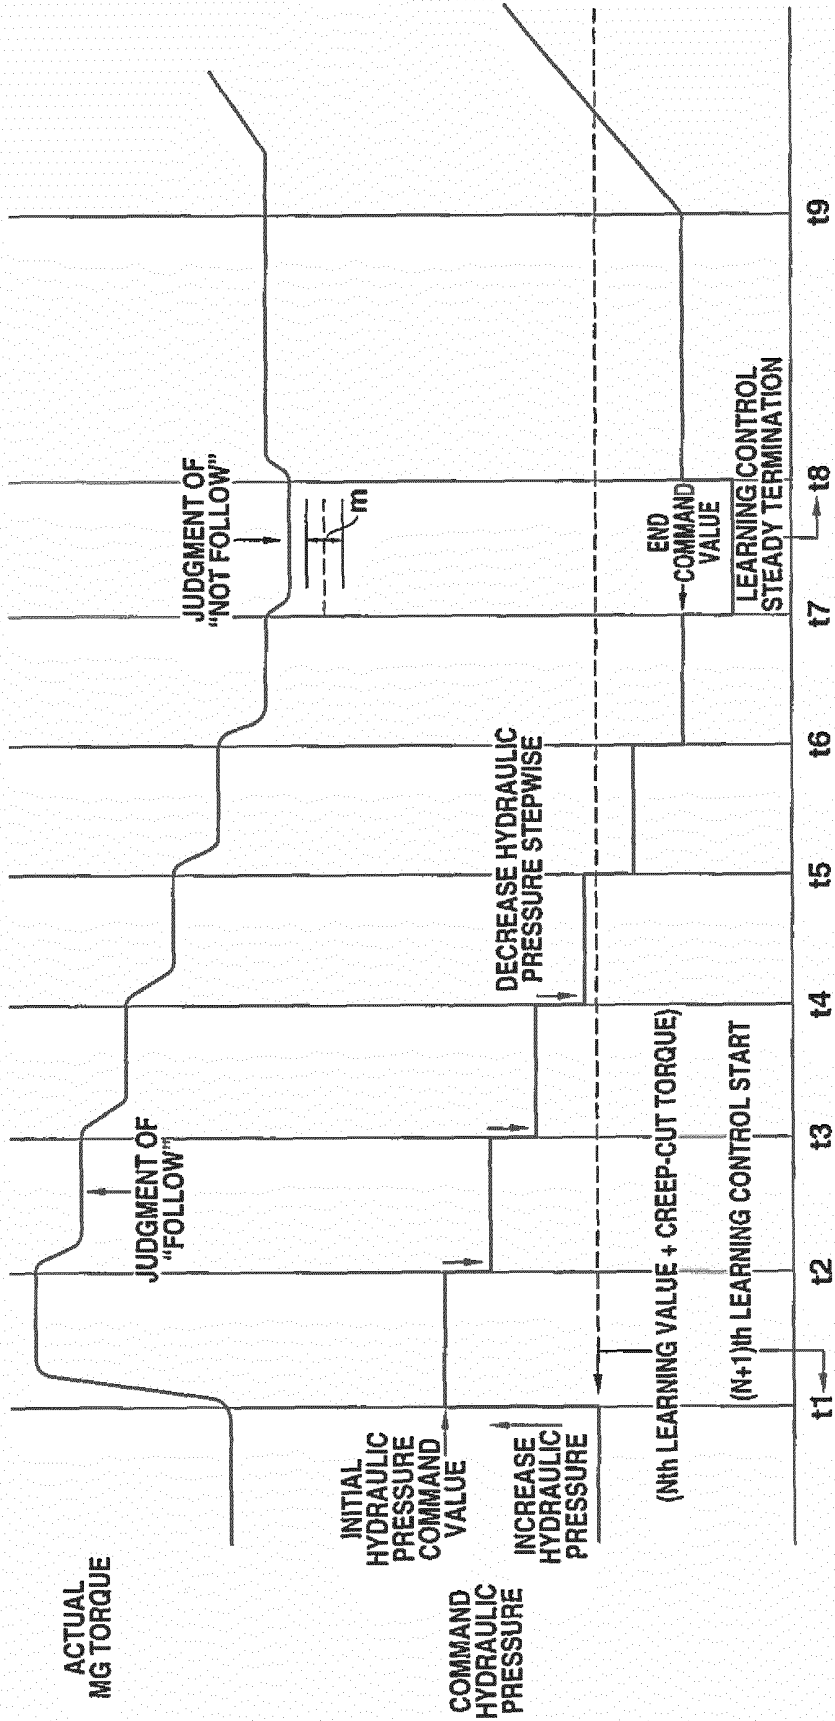 ACTUAL
MG TORQUE
JUDGMENT OF
"FOLLOW"
JUDGMENT OF
"NOT FOLLOW"
m
INITIAL
HYDRAULIC
PRESSURE
COMMAND
VALUE
COMMAND
HYDRAULIC
PRESSURE
INCREASE
HYDRAULIC
PRESSURE
DECREASE HYDRAULIC
PRESSURE STEPWISE
END
COMMAND
VALUE
(Nth LEARNING VALUE + CREEP-CUT TORQUE)
(N+1)th LEARNING CONTROL START
LEARNING CONTROL
STEADY TERMINATION
t1 t2 t3 t4 t5 t6 t7 t8 t9